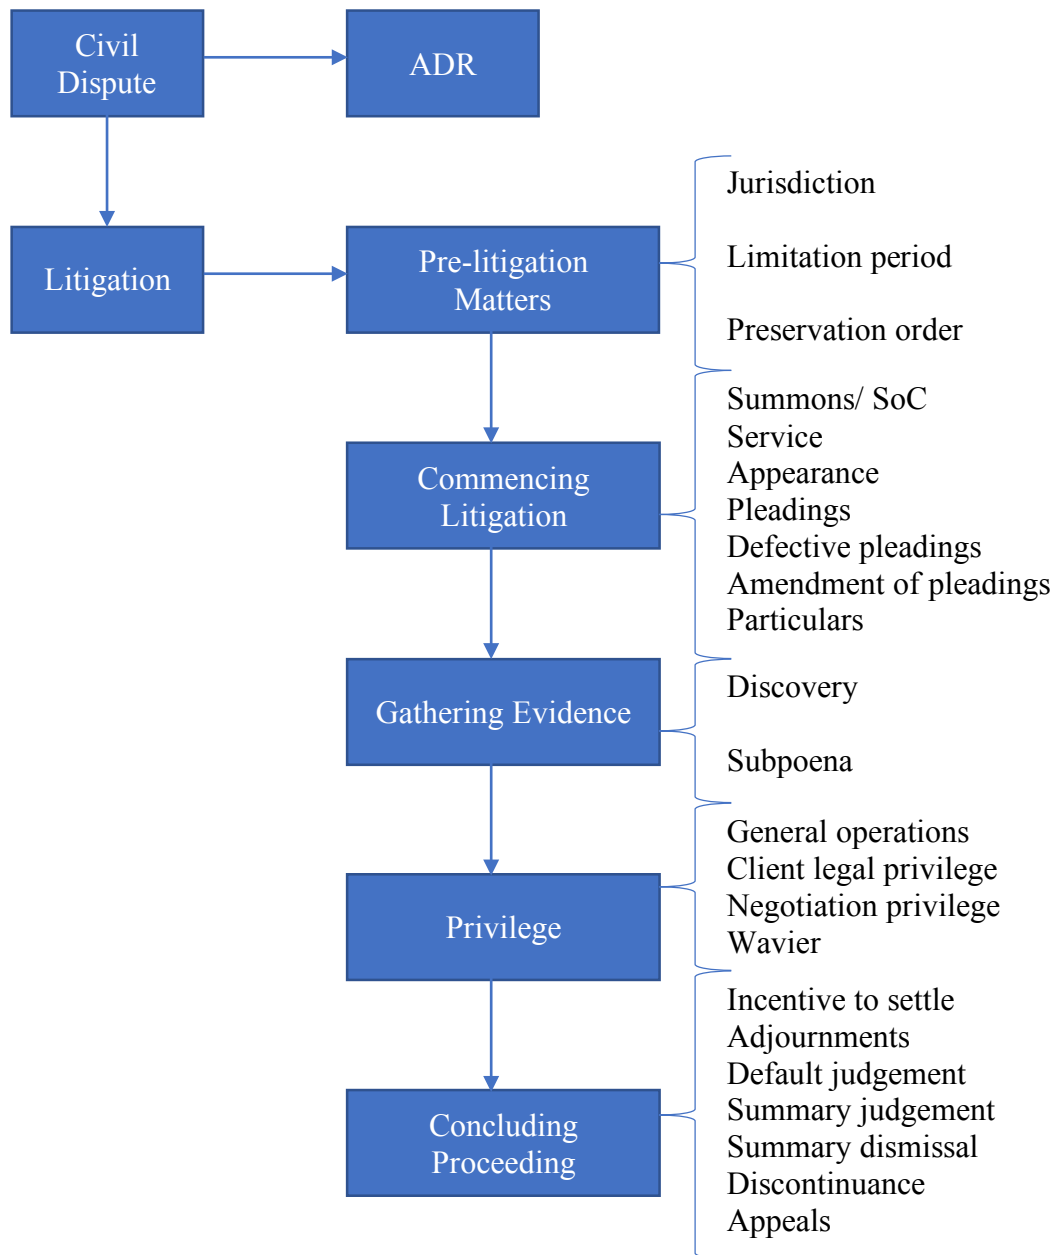 Civil
Dispute
ADR
Litigation
Pre-litigation
Matters
Jurisdiction
Limitation period
Preservation order
Commencing
Litigation
Summons/ SoC
Service
Appearance
Pleadings
Defective pleadings
Amendment of pleadings
Particulars
Gathering Evidence
Discovery
Subpoena
Privilege
General operations
Client legal privilege
Negotiation privilege
Wavier
Concluding
Proceeding
Incentive to settle
Adjournments
Default judgement
Summary judgement
Summary dismissal
Discontinuance
Appeals